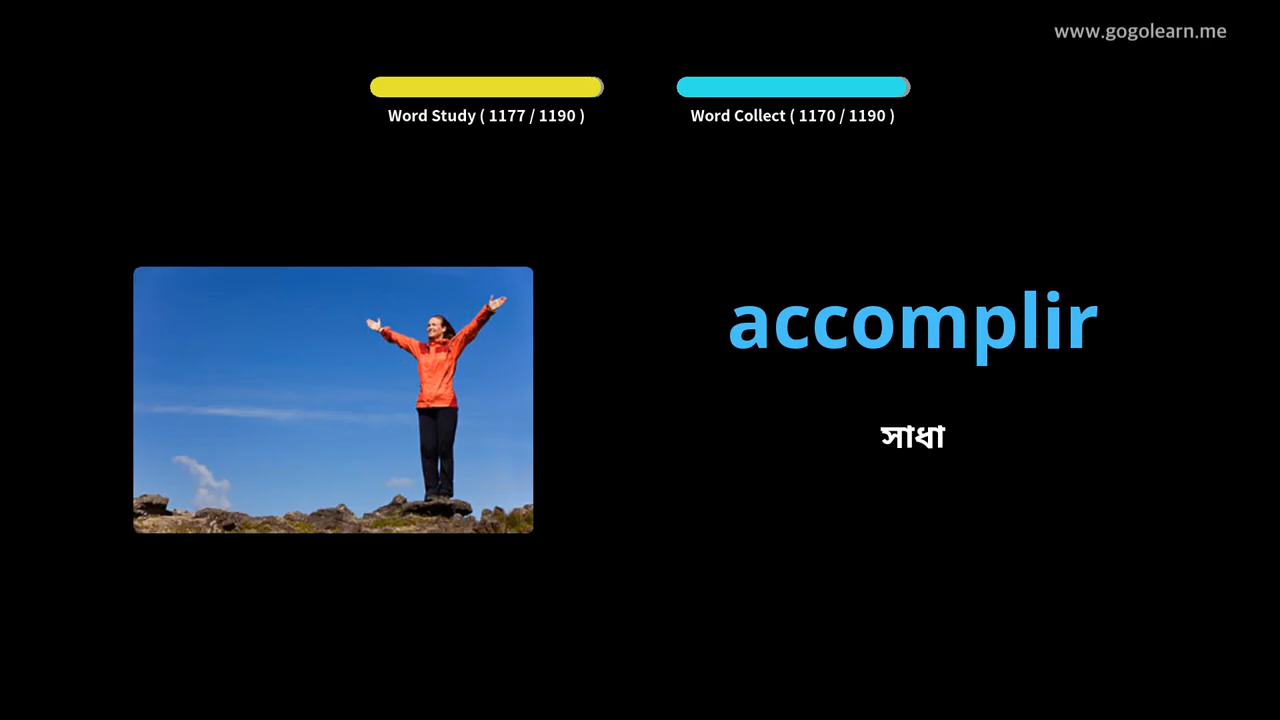 www.gogolearn.me
Word Study ( 1177 / 1190 )
Word Collect ( 1170 / 1190 )
accomplir
সাধা